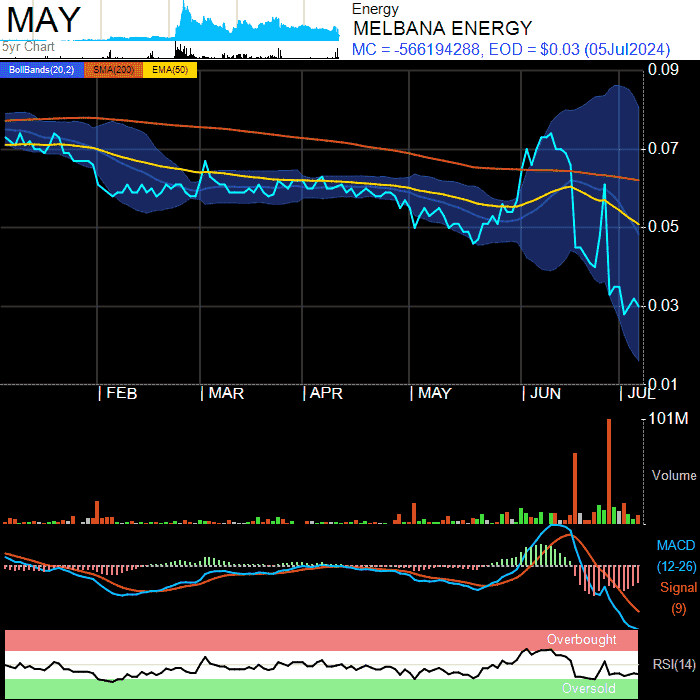 MAY
5yr Chart
Energy
MELBANA ENERGY
MC = -566194288, EOD = $0.03 (05Jul2024)
BollBands(20,2) SMA(200) EMA(50)
0.09
0.07
0.05
0.03
0.01
| FEB | MAR | APR | MAY | JUN | JUL
101M
Volume
MACD
(12-26)
Signal
(9)
Overbought
RSI(14)
Oversold